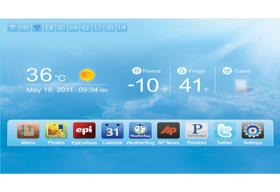 36 °C
May 19, 2011 09:04 AM
Freeze
-10 °F
Fridge
41 °F
Cubed
epi
31
AP
P
Memo
Photos
Epicurious
Calendar
WeatherBug
AP News
Pandora
Twitter
Settings